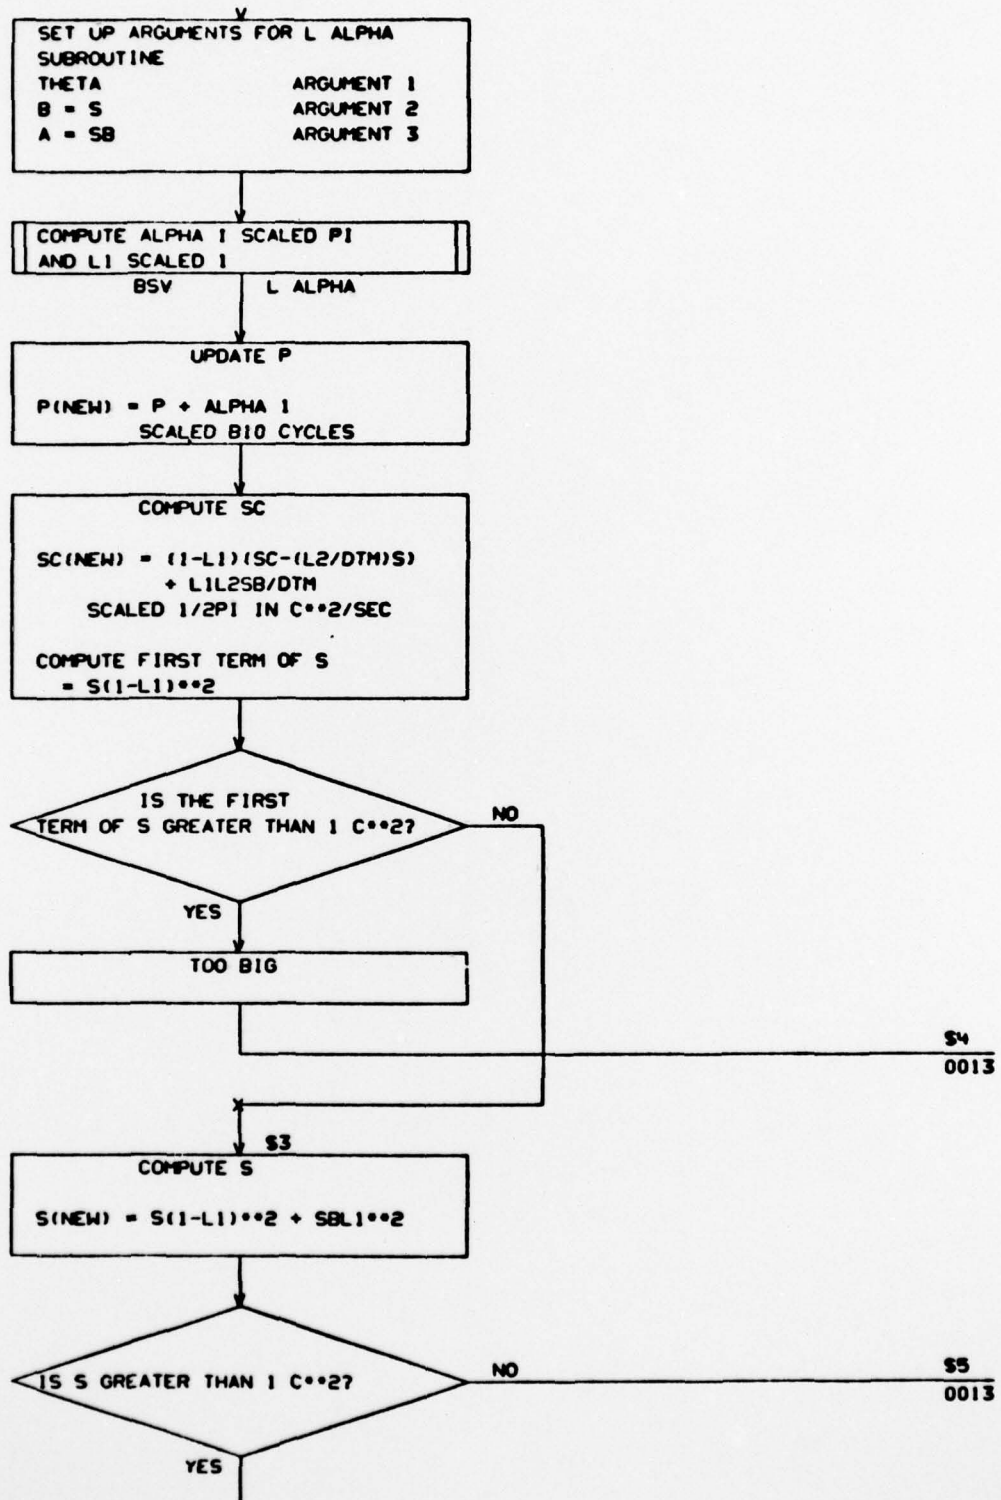 SET UP ARGUMENTS FOR L ALPHA
SUBROUTINE
THETA ARGUMENT 1
B = S ARGUMENT 2
A = SB ARGUMENT 3
COMPUTE ALPHA 1 SCALED PI
AND L1 SCALED 1
BSV L ALPHA
UPDATE P
P(NEW) = P + ALPHA 1
SCALED B10 CYCLES
COMPUTE SC
SC(NEW) = (1-L1)(SC-(L2/DTM)S)
+ L1L2SB/DTM
SCALED 1/2PI IN C**2/SEC
COMPUTE FIRST TERM OF S
= S(1-L1)**2
IS THE FIRST
TERM OF S GREATER THAN 1 C**2?
NO
YES
TOO BIG
$4
0013
$3
COMPUTE S
S(NEW) = S(1-L1)**2 + SBL1**2
IS S GREATER THAN 1 C**2?
NO
$5
0013
YES